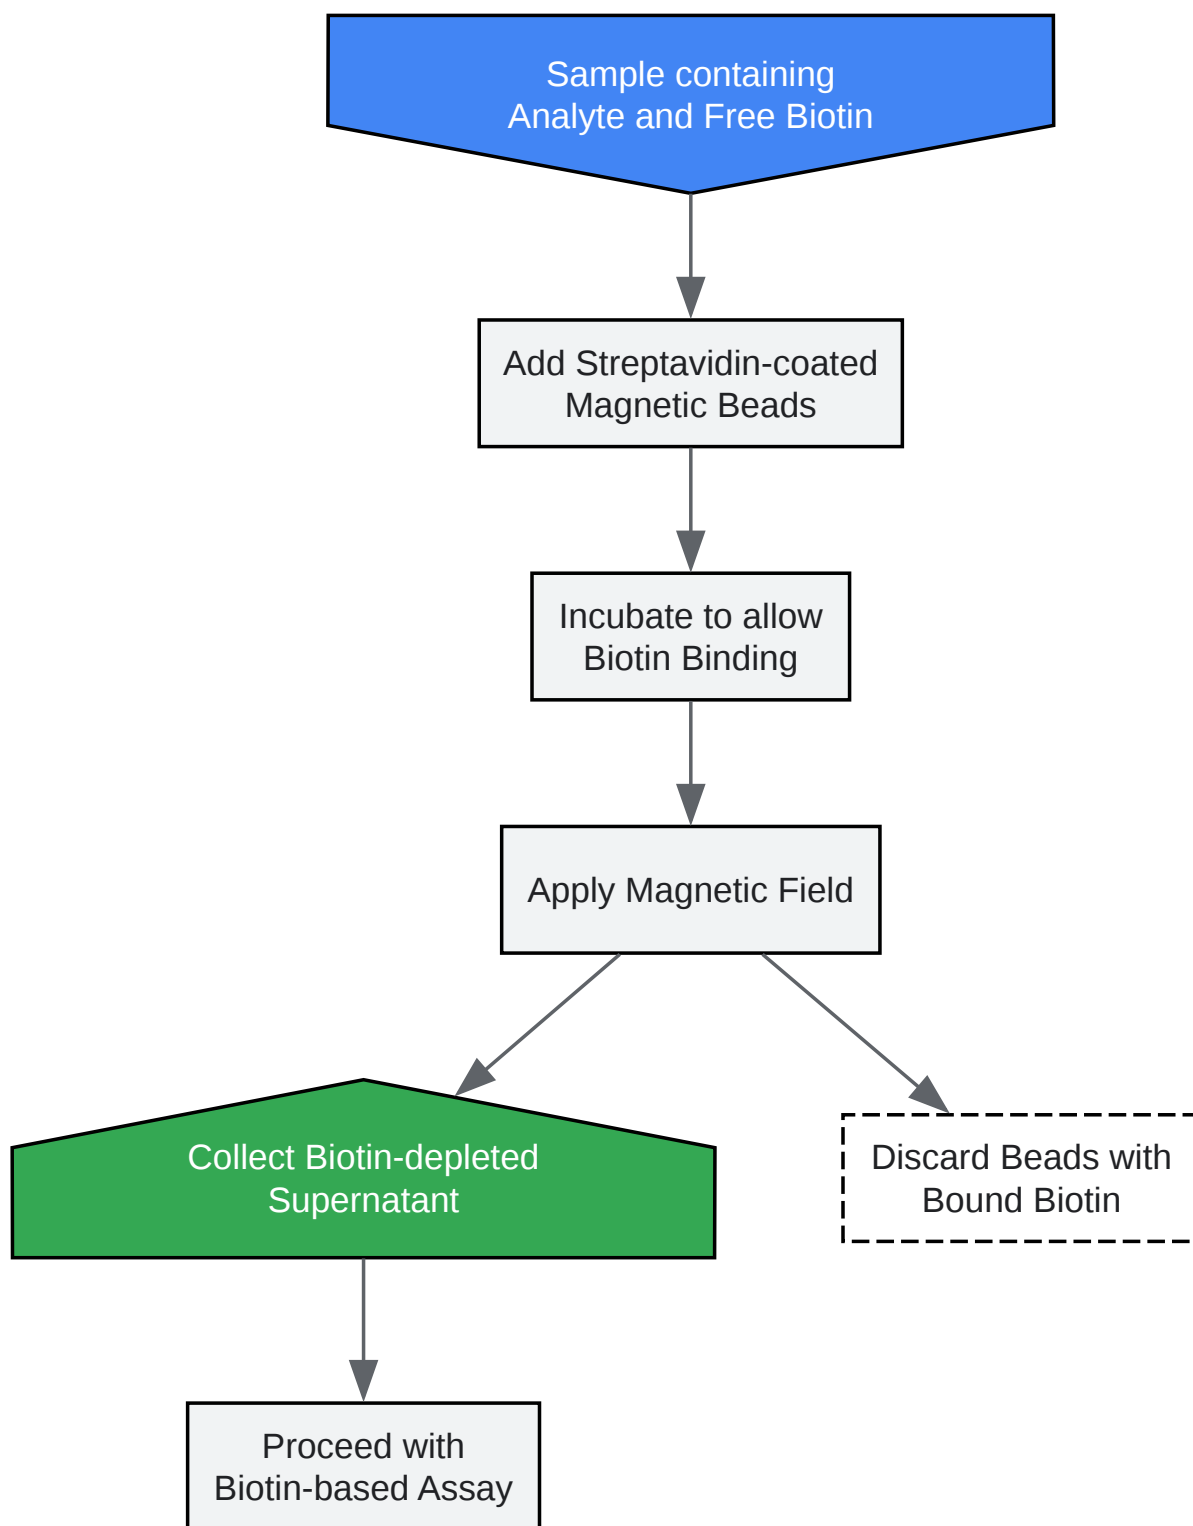 Sample containing
Analyte and Free Biotin
Add Streptavidin-coated
Magnetic Beads
Incubate to allow
Biotin Binding
Apply Magnetic Field
Collect Biotin-depleted
Supernatant
Discard Beads with
Bound Biotin
Proceed with
Biotin-based Assay